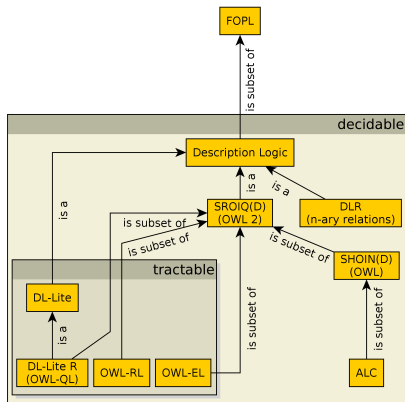 FOPL
is subset of
decidable
Description Logic
is a
is a
is a
SROIQ(D)
(OWL 2)
DLR
(n-ary relations)
is subset of
is subset of
is subset of
SHOIN(D)
(OWL)
tractable
DL-Lite
is a
is subset of
is subset of
DL-Lite R
(OWL-QL)
OWL-RL
OWL-EL
ALC